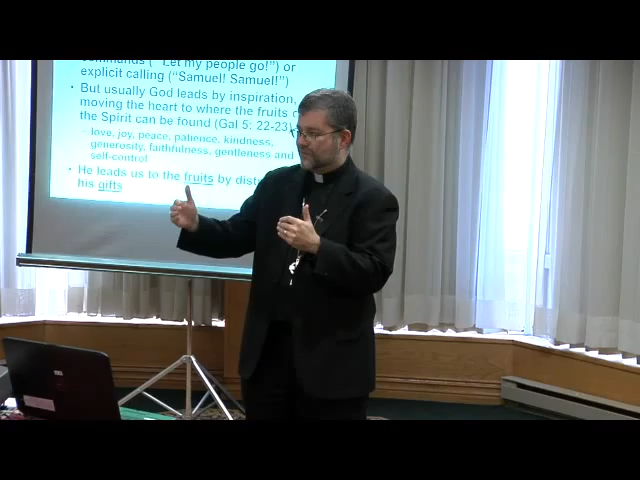 commands ("Let my people go!") or
explicit calling ("Samuel! Samuel!")
• But usually God leads by inspiration,
moving the heart to where the fruits
the Spirit can be found (Gal 5: 22-23)
- love, joy, peace, patience, kindness,
generosity, faithfulness, gentleness and
self-control
• He leads us to the fruits by
his gifts